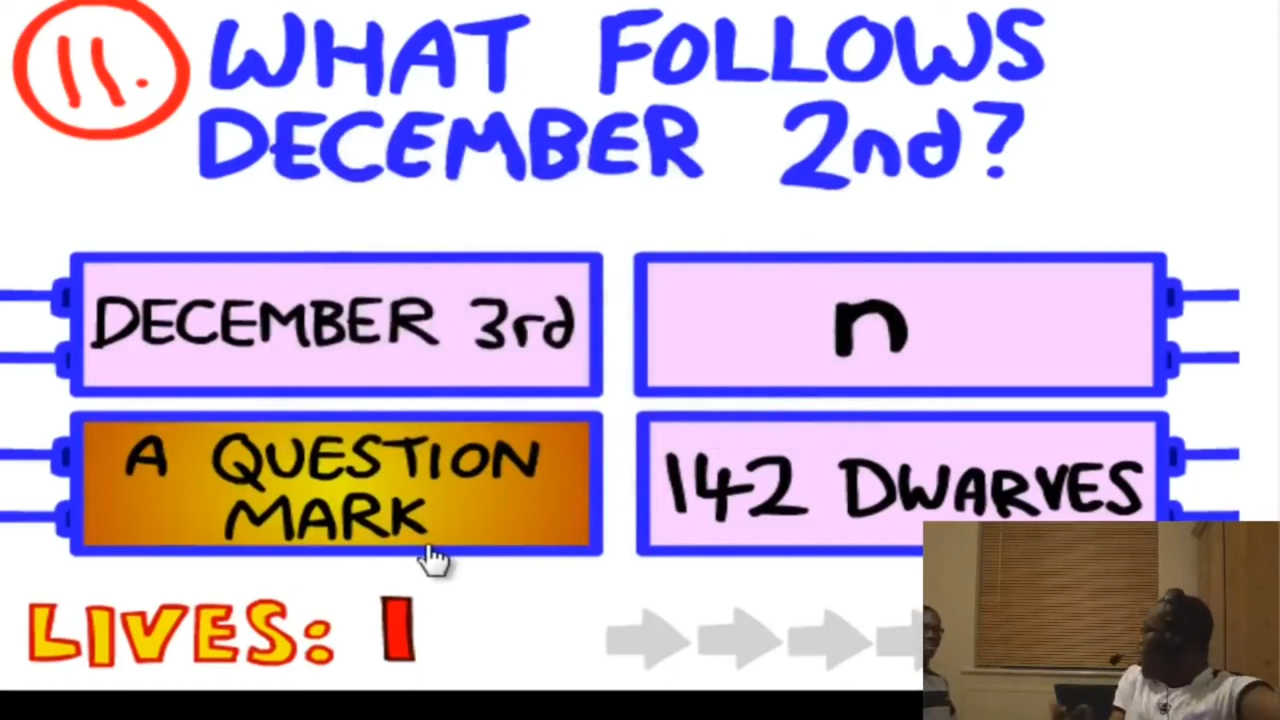 11. WHAT FOLLOWS
DECEMBER 2nd?
DECEMBER 3rd
n
A QUESTION
MARK
142 DWARVES
LIVES: 1